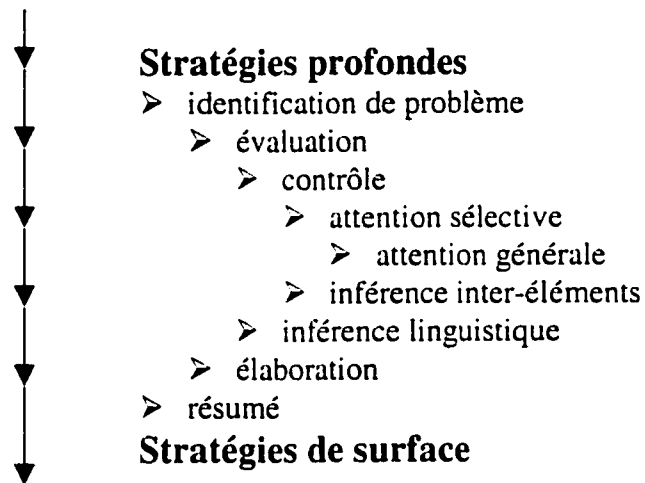 Stratégies profondes
➢ identification de problème
➢ évaluation
➢ contrôle
➢ attention sélective
➢ attention générale
➢ inférence inter-éléments
➢ inférence linguistique
➢ élaboration
➢ résumé
Stratégies de surface